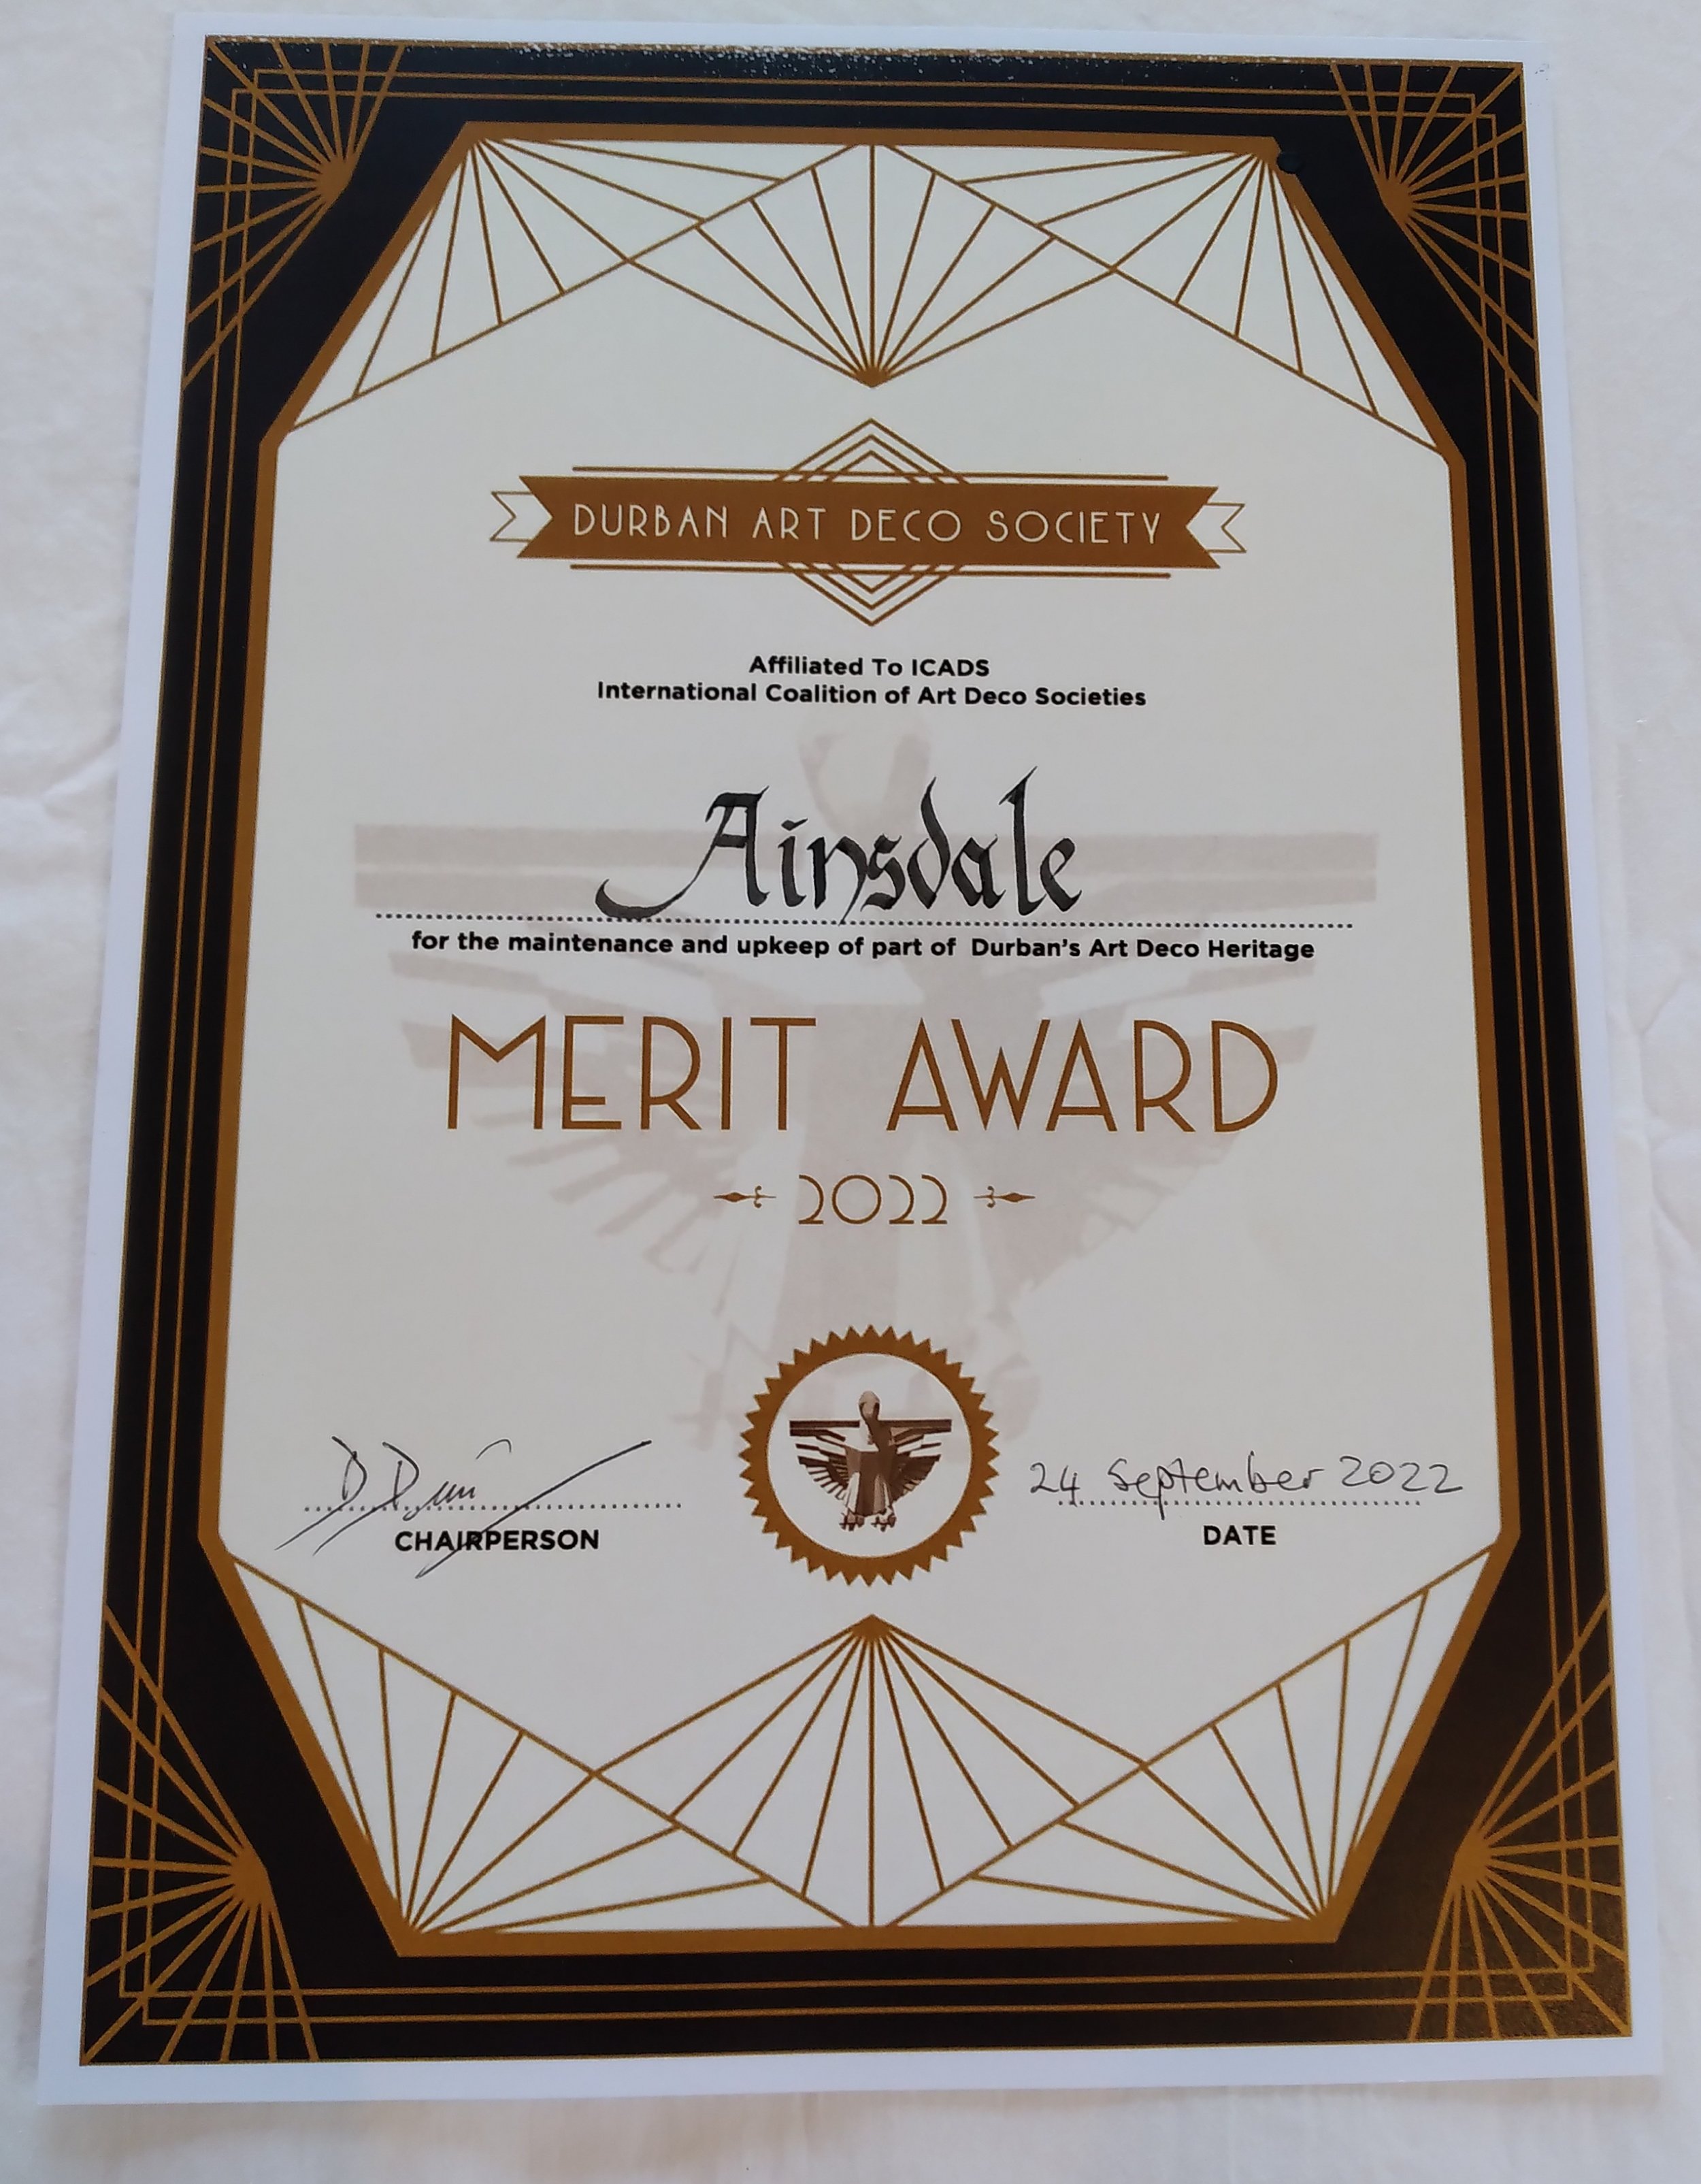 DURBAN ART DECO SOCIETY
Affiliated To ICADS
International Coalition of Art Deco Societies
Ainsdale
for the maintenance and upkeep of part of Durban's Art Deco Heritage
MERIT AWARD
2022
24 September 2022
CHAIRPERSON
DATE